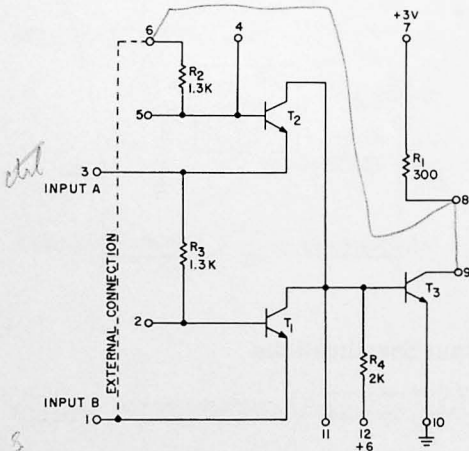 6
4
+3V
7
R2
1.3K
5
T2
R1
300
3
INPUT A
8
EXTERNAL CONNECTION
R3
1.3K
9
T3
2
T1
R4
2K
INPUT B
1
11
12
+6
10